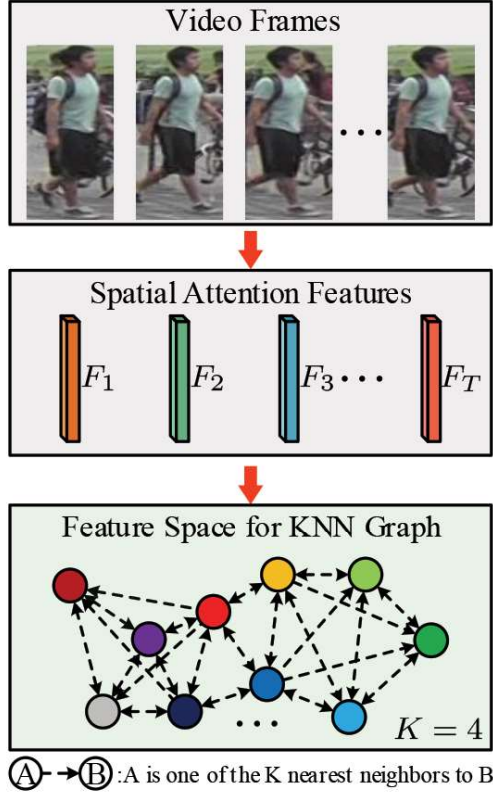 Video Frames
...
Spatial Attention Features
F1 F2 F3 ... FT
Feature Space for KNN Graph
...
K = 4
A B :A is one of the K nearest neighbors to B